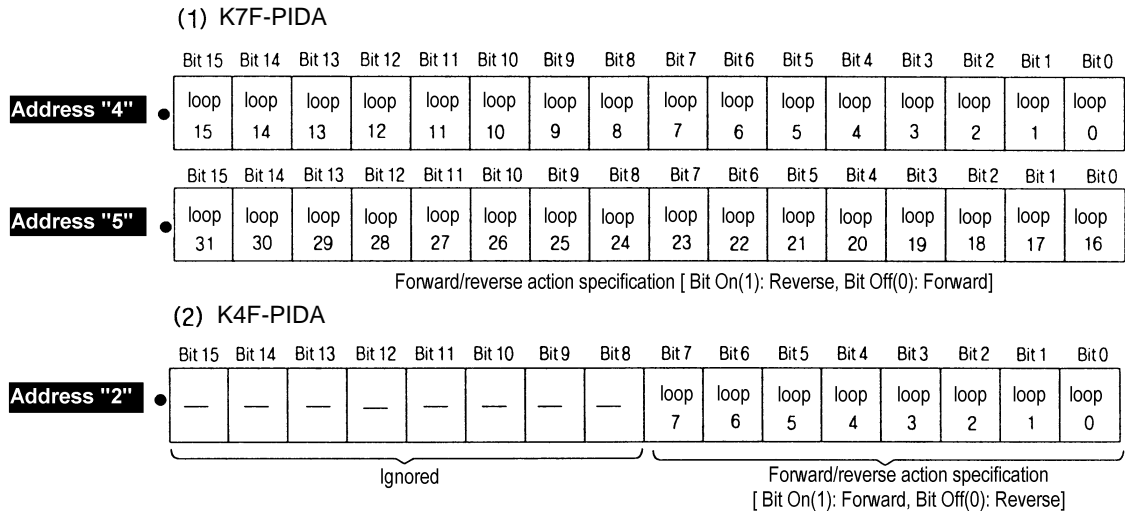 (1) K7F-PIDA
Bit 15 Bit 14 Bit 13 Bit 12 Bit 11 Bit 10 Bit 9 Bit 8 Bit 7 Bit 6 Bit 5 Bit 4 Bit 3 Bit 2 Bit 1 Bit 0
Address "4" ● loop loop loop loop loop loop loop loop loop loop loop loop loop loop loop loop
15 14 13 12 11 10 9 8 7 6 5 4 3 2 1 0
Bit 15 Bit 14 Bit 13 Bit 12 Bit 11 Bit 10 Bit 9 Bit 8 Bit 7 Bit 6 Bit 5 Bit 4 Bit 3 Bit 2 Bit 1 Bit 0
Address "5" ● loop loop loop loop loop loop loop loop loop loop loop loop loop loop loop loop
31 30 29 28 27 26 25 24 23 22 21 20 19 18 17 16
Forward/reverse action specification [ Bit On(1): Reverse, Bit Off(0): Forward]
(2) K4F-PIDA
Bit 15 Bit 14 Bit 13 Bit 12 Bit 11 Bit 10 Bit 9 Bit 8 Bit 7 Bit 6 Bit 5 Bit 4 Bit 3 Bit 2 Bit 1 Bit 0
Address "2" ● — — — — — — — — loop loop loop loop loop loop loop loop
7 6 5 4 3 2 1 0
Ignored
Forward/reverse action specification
[ Bit On(1): Forward, Bit Off(0): Reverse]